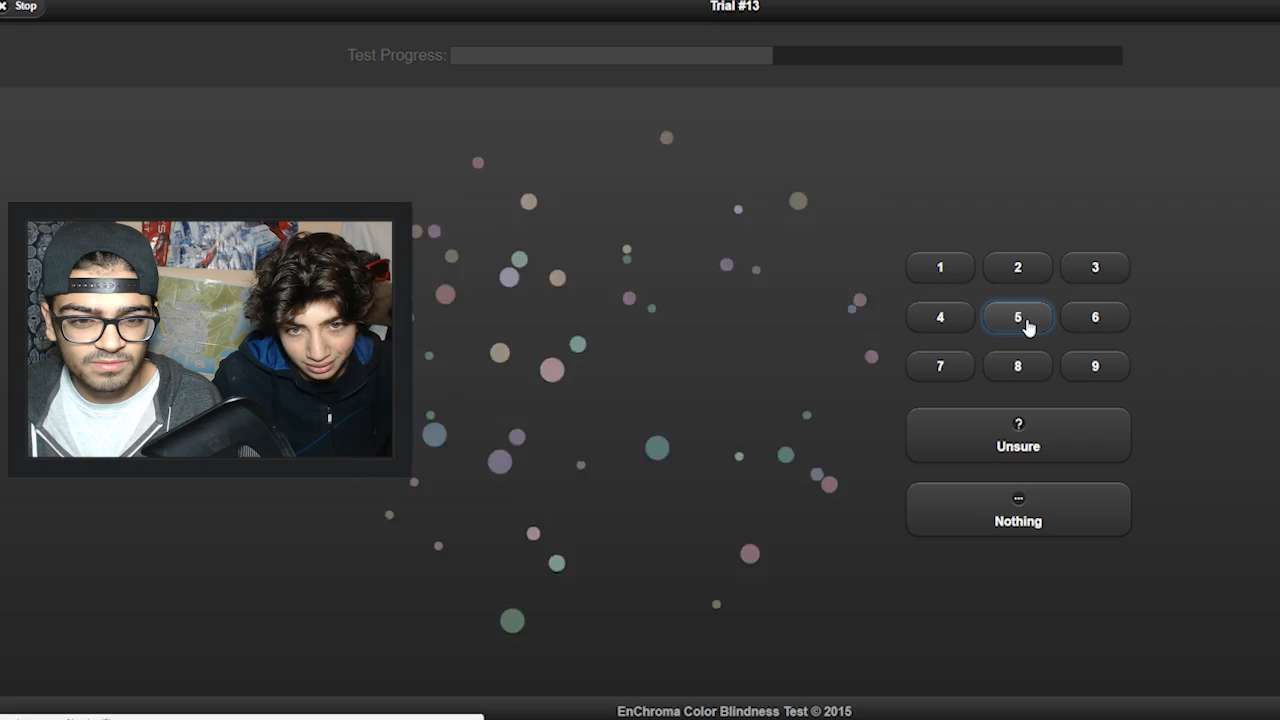 Stop
Trial #13
Test Progress:
1 2 3
4 5 6
7 8 9
?
Unsure
...
Nothing
EnChroma Color Blindness Test © 2015